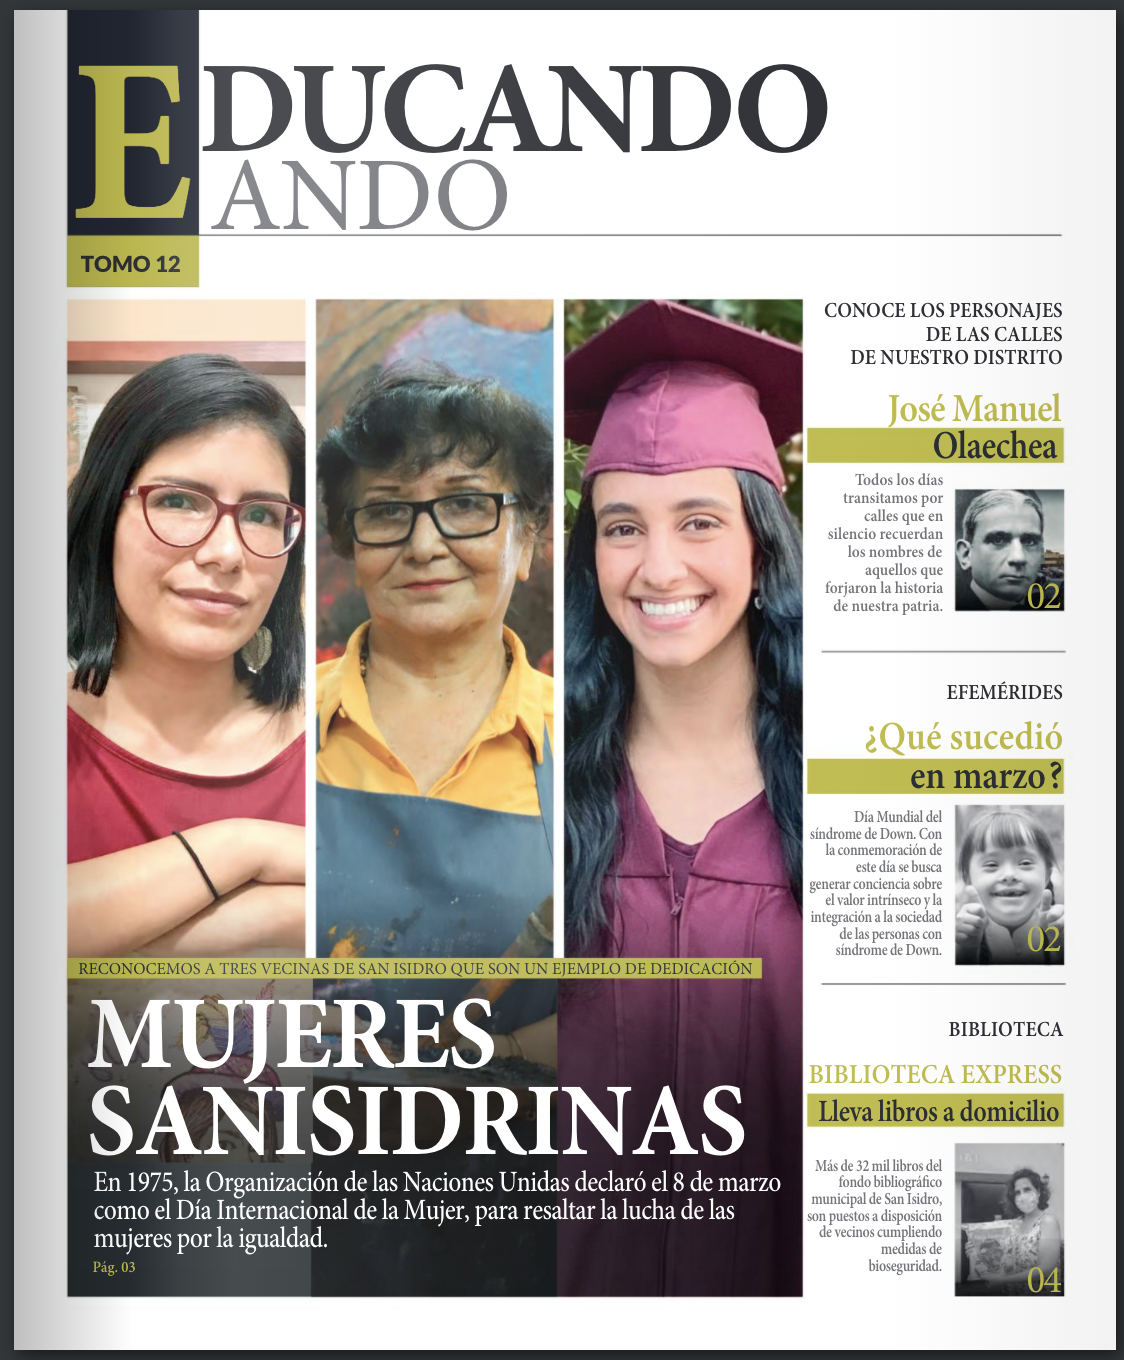 EDUCANDO
ANDO
TOMO 12
CONOCE LOS PERSONAJES
DE LAS CALLES
DE NUESTRO DISTRITO
José Manuel
Olaechea
Todos los días
transitamos por
calles que en
silencio recuerdan
los nombres de
aquellos que
forjaron la historia
de nuestra patria.
02
EFEMÉRIDES
¿Qué sucedió
en marzo?
Día Mundial del
síndrome de Down. Con
la conmemoración de
este día se busca
generar conciencia sobre
el valor intrínseco y la
integración a la sociedad
de las personas con
síndrome de Down.
02
BIBLIOTECA
BIBLIOTECA EXPRESS
Lleva libros a domicilio
Más de 32 mil libros del
fondo bibliográfico
municipal de San Isidro,
son puestos a disposición
de vecinos cumpliendo
medidas de
bioseguridad.
04
RECONOCEMOS A TRES VECINAS DE SAN ISIDRO QUE SON UN EJEMPLO DE DEDICACIÓN
MUJERES
SANISIDRINAS
En 1975, la Organización de las Naciones Unidas declaró el 8 de marzo
como el Día Internacional de la Mujer, para resaltar la lucha de las
mujeres por la igualdad.
Pág. 03